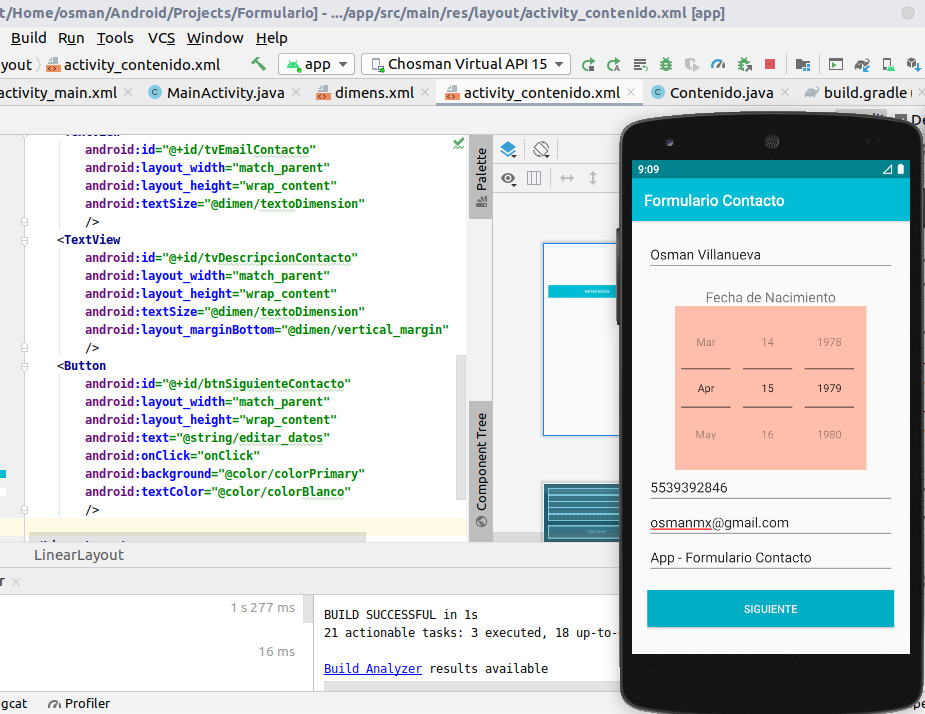 t/Home/osman/Android/Projects/Formulario] - .../app/src/main/res/layout/activity_contenido.xml [app]
Build Run Tools VCS Window Help
yout activity_contenido.xml app Chosman Virtual API 15
activity_main.xml MainActivity.java dimens.xml activity_contenido.xml Contenido.java build.gradle
android:id="@+id/tvEmailContacto"
android:layout_width="match_parent"
android:layout_height="wrap_content"
android:textSize="@dimen/textoDimension"
/>
<TextView
android:id="@+id/tvDescripcionContacto"
android:layout_width="match_parent"
android:layout_height="wrap_content"
android:textSize="@dimen/textoDimension"
android:layout_marginBottom="@dimen/vertical_margin"
/>
<Button
android:id="@+id/btnSiguienteContacto"
android:layout_width="match_parent"
android:layout_height="wrap_content"
android:text="@string/editar_datos"
android:onClick="onClick"
android:background="@color/colorPrimary"
android:textColor="@color/colorBlanco"
/>
LinearLayout
Palette
Component Tree
1 s 277 ms
16 ms
BUILD SUCCESSFUL in 1s
21 actionable tasks: 3 executed, 18 up-to-
Build Analyzer results available
gcat Profiler
9:09
Formulario Contacto
Osman Villanueva
Fecha de Nacimiento
Mar 14 1978
Apr 15 1979
May 16 1980
5539392846
osmanmx@gmail.com
App - Formulario Contacto
SIGUIENTE